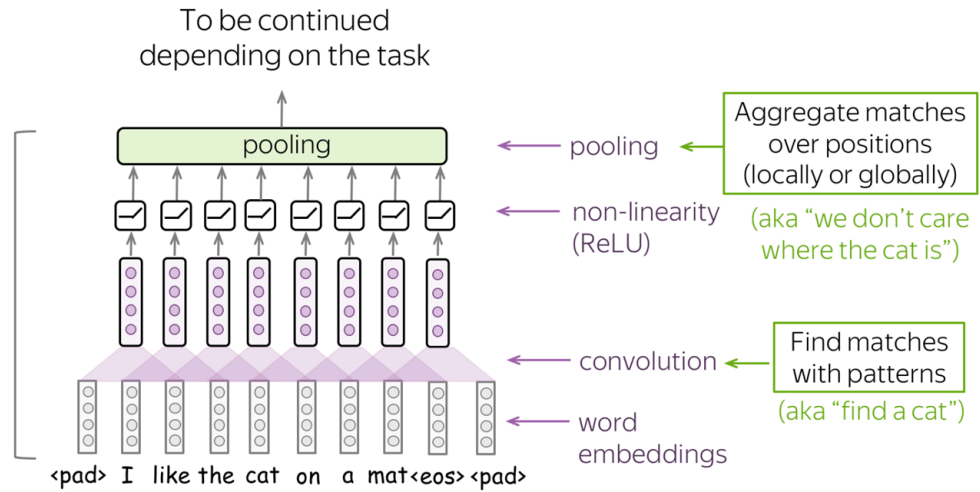 To be continued
depending on the task
pooling
pooling
Aggregate matches
over positions
(locally or globally)
(aka “we don’t care
where the cat is”)
non-linearity
(ReLU)
convolution
Find matches
with patterns
(aka “find a cat”)
word
embeddings
<pad> I like the cat on a mat <eos> <pad>